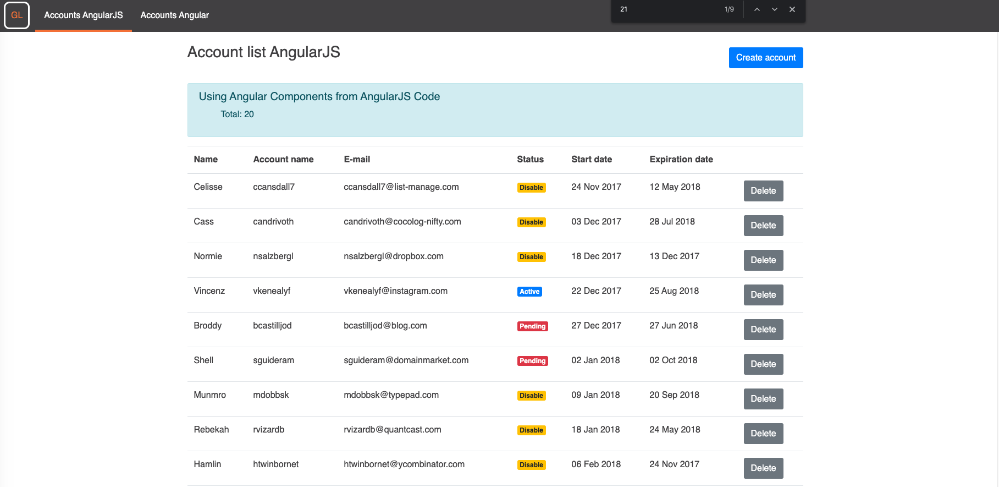 GL Accounts AngularJS Accounts Angular 21 1/9
Account list AngularJS
Create account
Using Angular Components from AngularJS Code
Total: 20
Name Account name E-mail Status Start date Expiration date
Celisse ccansdall7 ccansdall7@list-manage.com Disable 24 Nov 2017 12 May 2018 Delete
Cass candrivoth candrivoth@cocolog-nifty.com Disable 03 Dec 2017 28 Jul 2018 Delete
Normie nsalzbergl nsalzbergl@dropbox.com Disable 18 Dec 2017 13 Dec 2017 Delete
Vincenz vkenealyf vkenealyf@instagram.com Active 22 Dec 2017 25 Aug 2018 Delete
Broddy bcastilljod bcastilljod@blog.com Pending 27 Dec 2017 27 Jun 2018 Delete
Shell sguideram sguideram@domainmarket.com Pending 02 Jan 2018 02 Oct 2018 Delete
Munmro mdobbsk mdobbsk@typepad.com Disable 09 Jan 2018 20 Sep 2018 Delete
Rebekah rvizardb rvizardb@quantcast.com Disable 18 Jan 2018 24 May 2018 Delete
Hamlin htwinbornet htwinbornet@ycombinator.com Disable 06 Feb 2018 24 Nov 2017 Delete